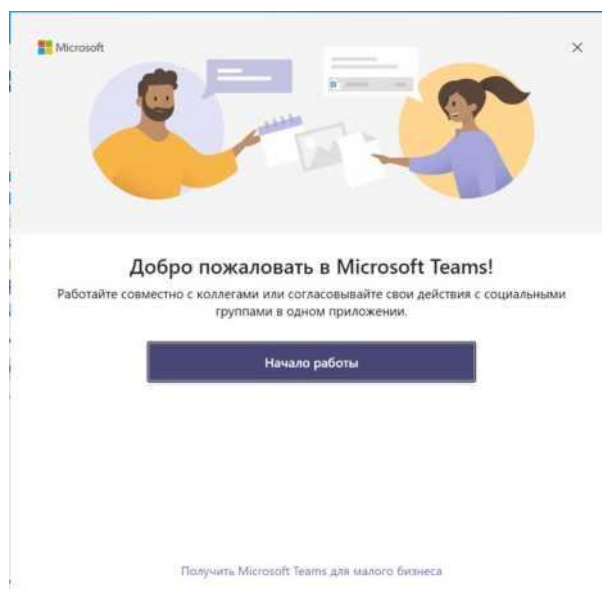 Microsoft
Добро пожаловать в Microsoft Teams!
Работайте совместно с коллегами или согласовывайте свои действия с социальными
группами в одном приложении.
Начало работы
Получить Microsoft Teams для малого бизнеса